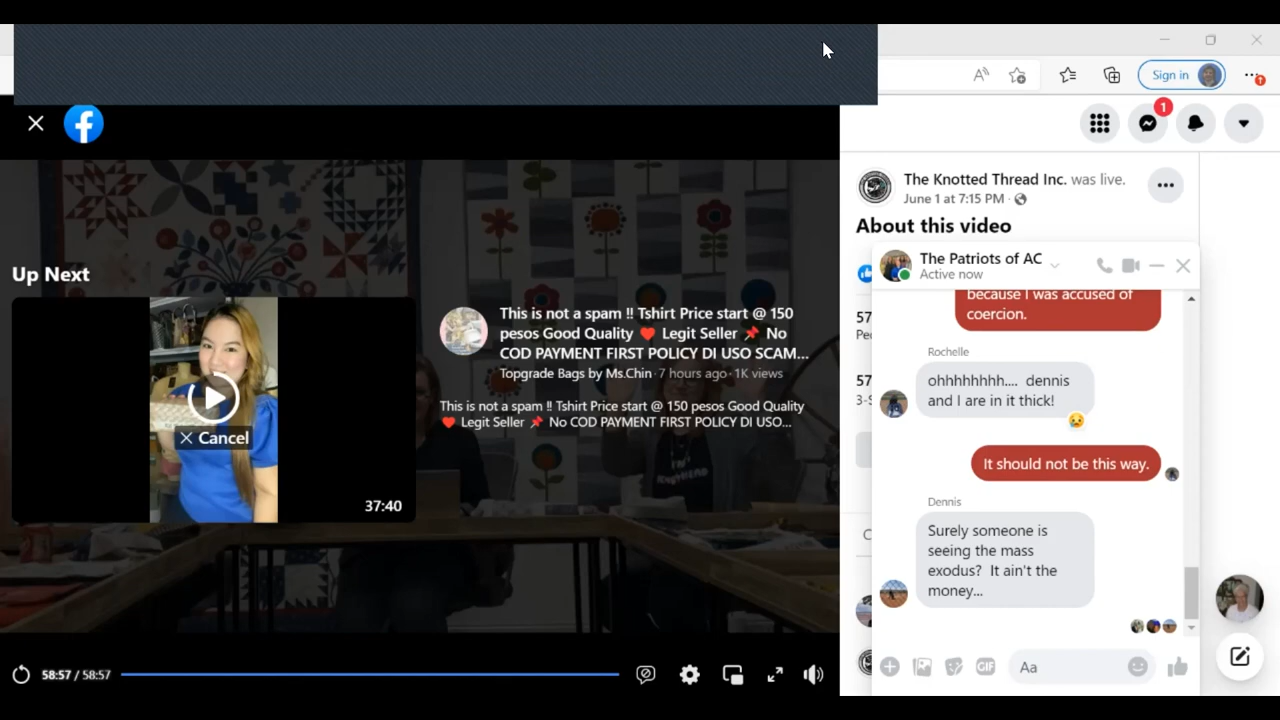 Sign in
1
The Knotted Thread Inc. was live.
June 1 at 7:15 PM ·
About this video
Up Next
Cancel
37:40
This is not a spam !! Tshirt Price start @ 150
pesos Good Quality ❤️ Legit Seller 📌 No
COD PAYMENT FIRST POLICY DI USO SCAM...
Topgrade Bags by Ms.Chin · 7 hours ago · 1K views
This is not a spam !! Tshirt Price start @ 150 pesos Good Quality
❤️ Legit Seller 📌 No COD PAYMENT FIRST POLICY DI USO...
58:57 / 58:57
57
Pe
57
3-S
The Patriots of AC
Active now
because I was accused of
coercion.
Rochelle
ohhhhhhhh.... dennis
and I are in it thick!
It should not be this way.
Dennis
Surely someone is
seeing the mass
exodus? It ain't the
money...
GIF
Aa